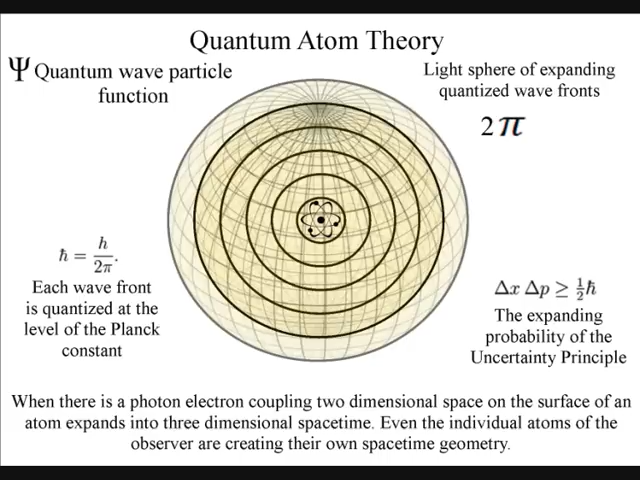 Quantum Atom Theory
Ψ Quantum wave particle
function
Light sphere of expanding
quantized wave fronts
2π
ħ = h/2π.
Each wave front
is quantized at the
level of the Planck
constant
Δx Δp ≥ ½ħ
The expanding
probability of the
Uncertainty Principle
When there is a photon electron coupling two dimensional space on the surface of an
atom expands into three dimensional spacetime. Even the individual atoms of the
observer are creating their own spacetime geometry.